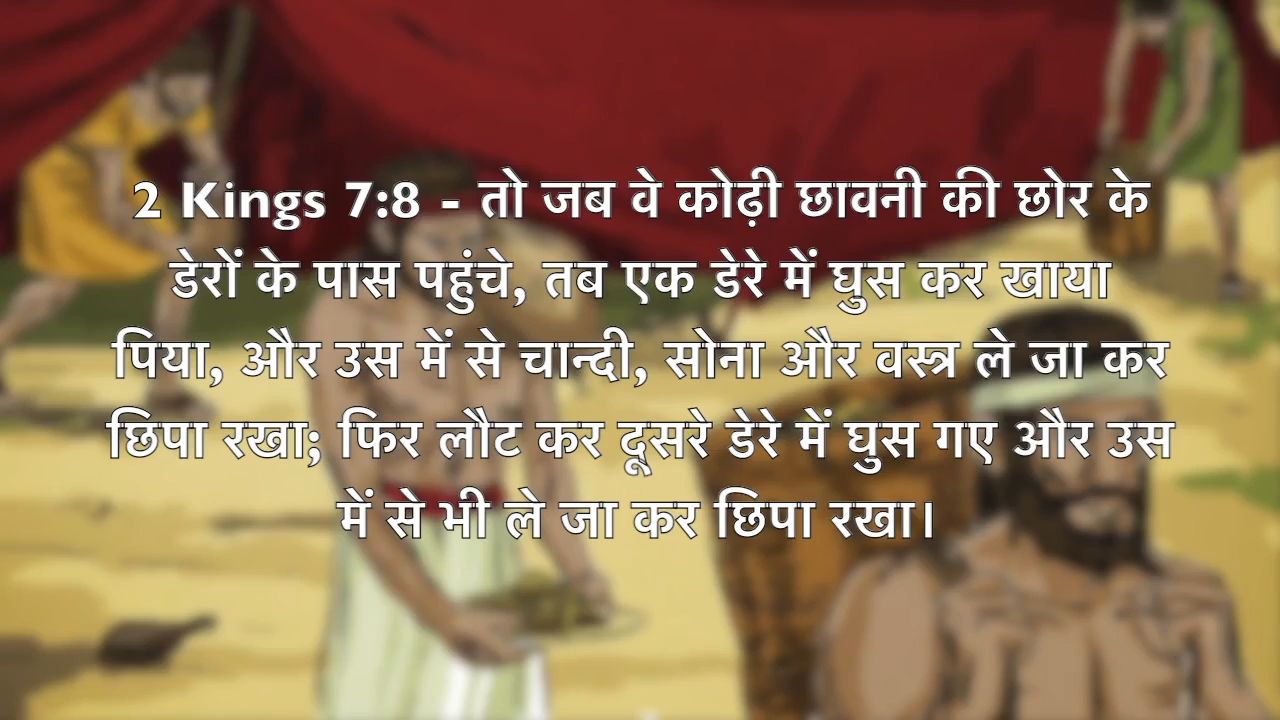 2 Kings 7:8 - तो जब वे कोढ़ी छावनी की छोर के
डेरों के पास पहुंचे, तब एक डेरे में घुस कर खाया
पिया, और उस में से चान्दी, सोना और वस्त्र ले जा कर
छिपा रखा; फिर लौट कर दूसरे डेरे में घुस गए और उस
में से भी ले जा कर छिपा रखा।